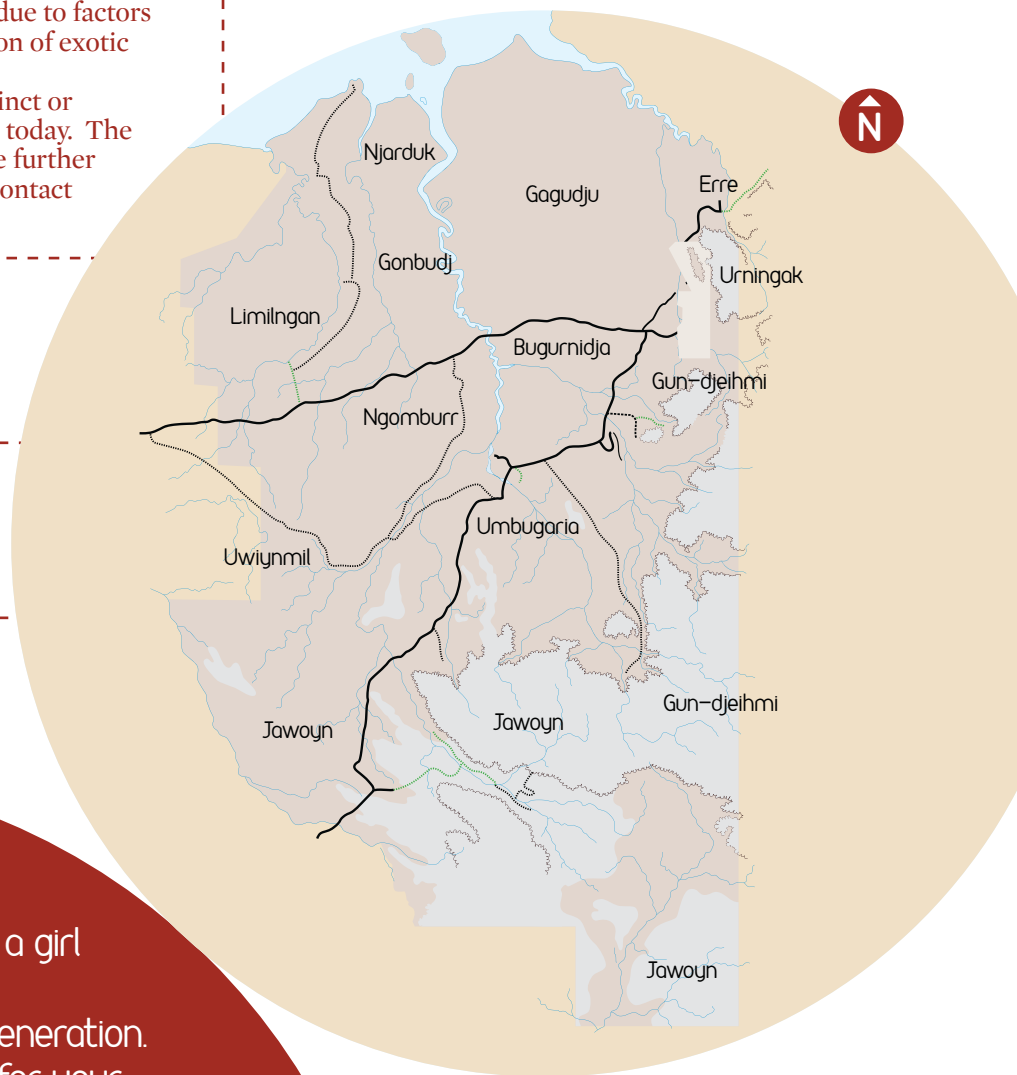 due to factors
on of exotic
inct or
today. The
e further
ontact
N
Njarduk
Erre
Gagudju
Gonbudj
Urningak
Limilngan
Bugurnidja
Gun-djeihmi
Ngomburr
Umbugaria
Uwiynmil
Gun-djeihmi
Jawoyn
Jawoyn
Jawoyn
a girl
eneration.